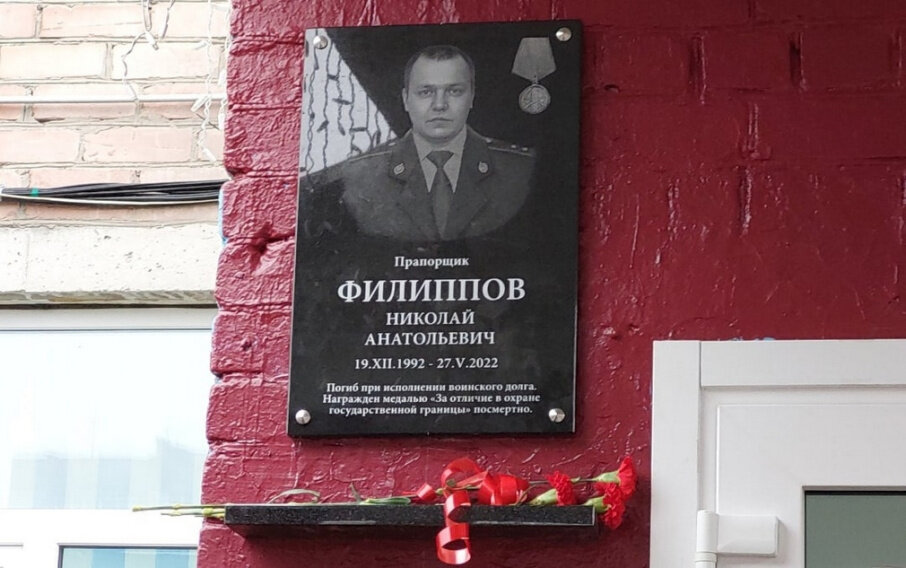 Прапорщик
ФИЛИППОВ
НИКОЛАЙ
АНАТОЛЬЕВИЧ
19.XII.1992 - 27.V.2022
Погиб при исполнении воинского долга.
Награжден медалью «За отличие в охране
государственной границы» посмертно.